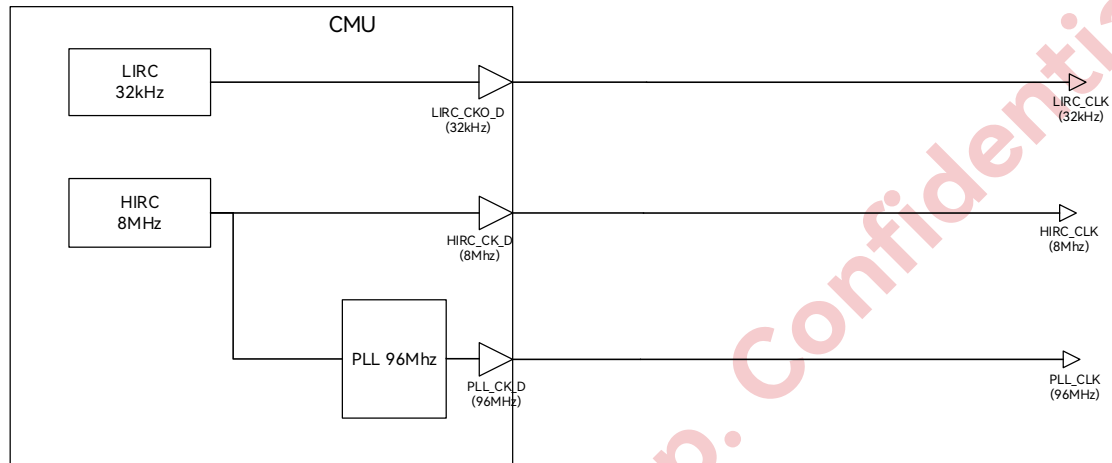 CMU
LIRC
32kHz
LIRC_CKO_D
(32kHz)
LIRC_CLK
(32kHz)
HIRC
8MHz
HIRC_CK_D
(8Mhz)
HIRC_CLK
(8Mhz)
PLL 96Mhz
PLL_CK_D
(96MHz)
PLL_CLK
(96MHz)
p. Confidentia